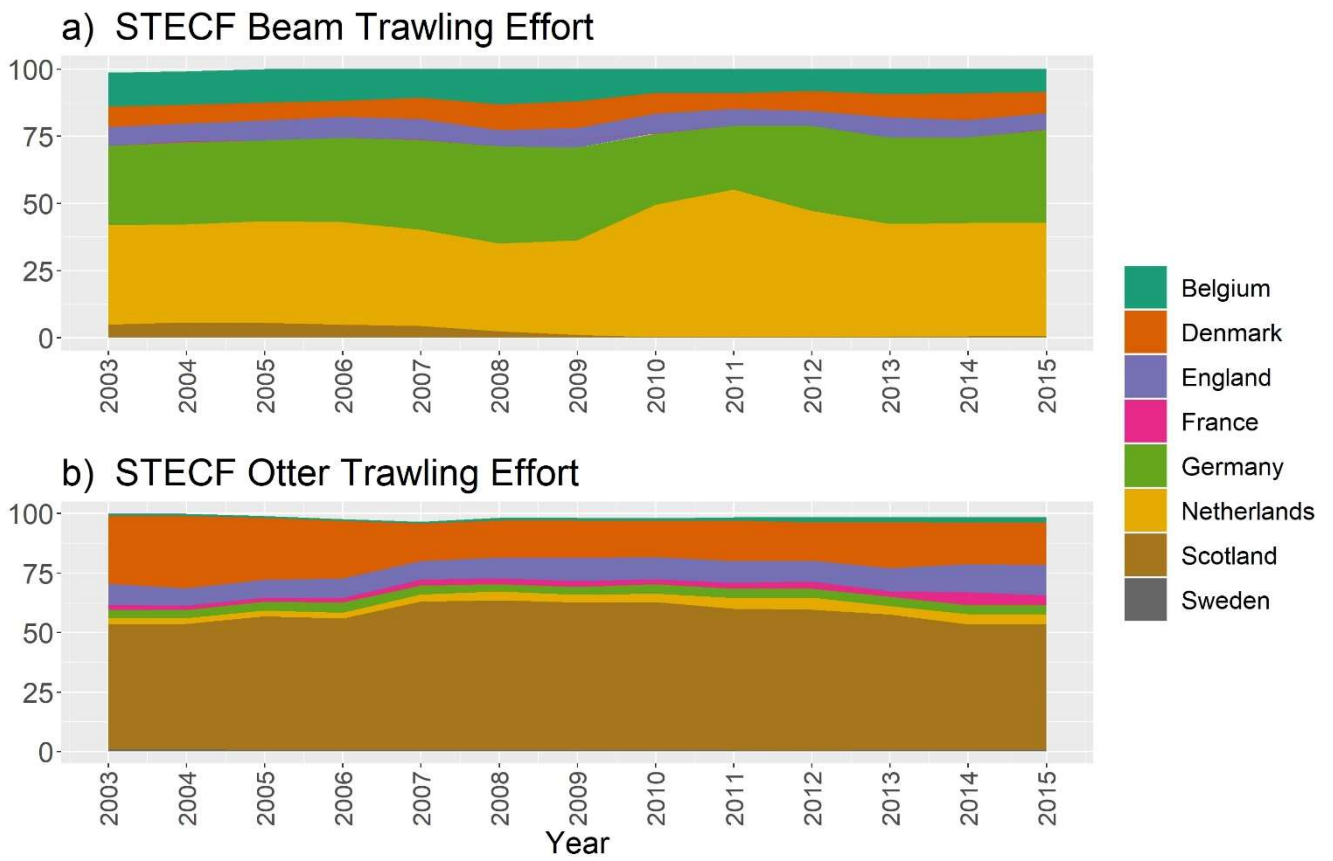 a) STECF Beam Trawling Effort
100
75
50
25
0
2003 2004 2005 2006 2007 2008 2009 2010 2011 2012 2013 2014 2015
b) STECF Otter Trawling Effort
100
75
50
25
0
2003 2004 2005 2006 2007 2008 2009 2010 2011 2012 2013 2014 2015
Year
Belgium
Denmark
England
France
Germany
Netherlands
Scotland
Sweden